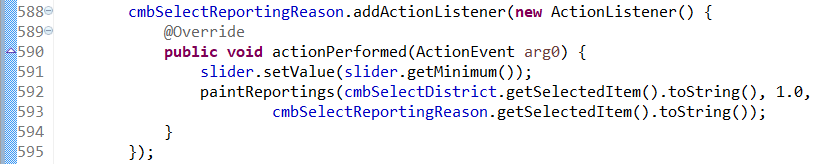 588 cmbSelectReportingReason.addActionListener(new ActionListener() {
589 @Override
590 public void actionPerformed(ActionEvent arg0) {
591 slider.setValue(slider.getMinimum());
592 paintReportings(cmbSelectDistrict.getSelectedItem().toString(), 1.0,
593 cmbSelectReportingReason.getSelectedItem().toString());
594 }
595 });